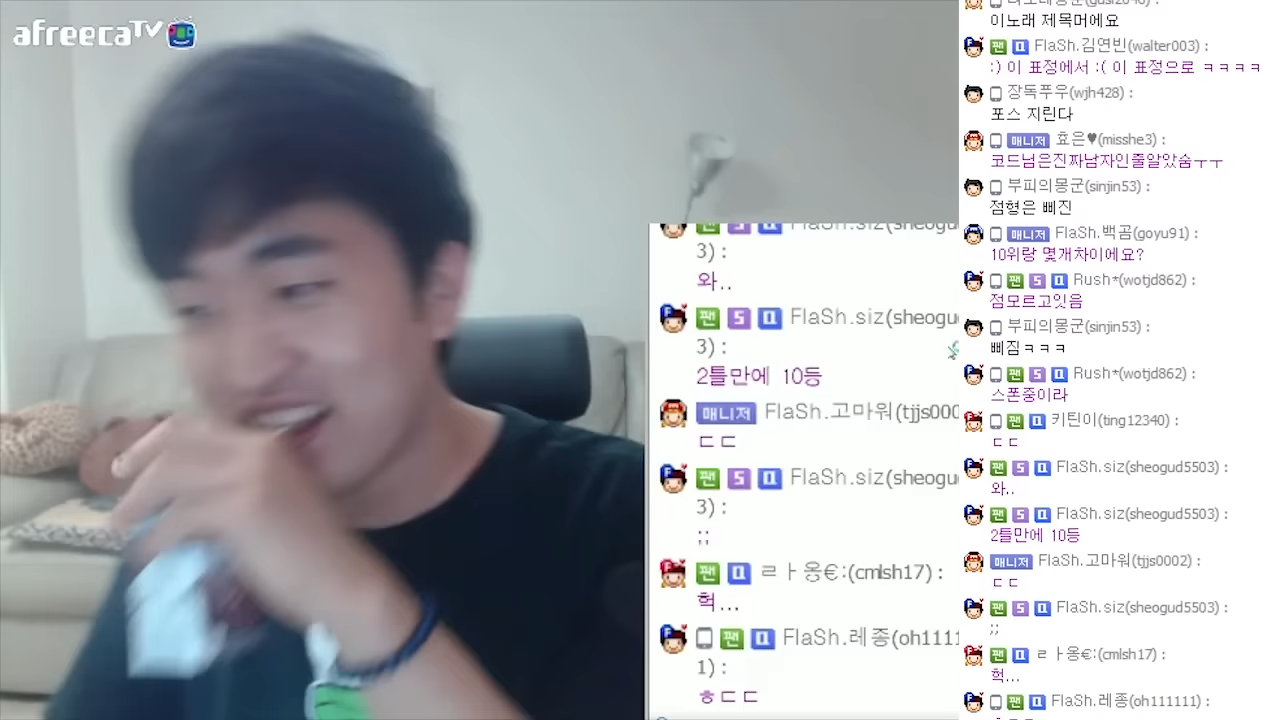 afreecaTV
3) :
와..
팬 S Q FlaSh.siz(sheogu
3) :
2틀만에 10등
매니저 FlaSh.고마워(tjjs000
ㄷㄷ
팬 S Q FlaSh.siz(sheogu
3) :
;;
팬 Q ㄹㅏ옹€:(cmlsh17) :
헉...
팬 Q FlaSh.레종(oh1111
1) :
ㅎㄷㄷ
이노래 제목머에요
팬 Q FlaSh.김연빈(walter003) :
:) 이 표정에서 :( 이 표정으로 ㅋㅋㅋㅋ
장독푸우(wjh428) :
포스 지린다
매니저 효은♥(misshe3) :
코드님은진짜남자인줄알았숨ㅜㅜ
부피의몽군(sinjin53) :
점형은 삐진
매니저 FlaSh.백곰(goyu91) :
10위랑 몇개차이에요?
팬 S Q Rush*(wotjd862) :
점모르고잇음
부피의몽군(sinjin53) :
삐짐ㅋㅋㅋ
팬 S Q Rush*(wotjd862) :
스폰중이라
팬 Q 키틴이(ting12340) :
ㄷㄷ
팬 S Q FlaSh.siz(sheogud5503) :
와..
팬 S Q FlaSh.siz(sheogud5503) :
2틀만에 10등
매니저 FlaSh.고마워(tjjs0002) :
ㄷㄷ
팬 S Q FlaSh.siz(sheogud5503) :
;;
팬 Q ㄹㅏ옹€:(cmlsh17) :
헉...
팬 Q FlaSh.레종(oh111111) :